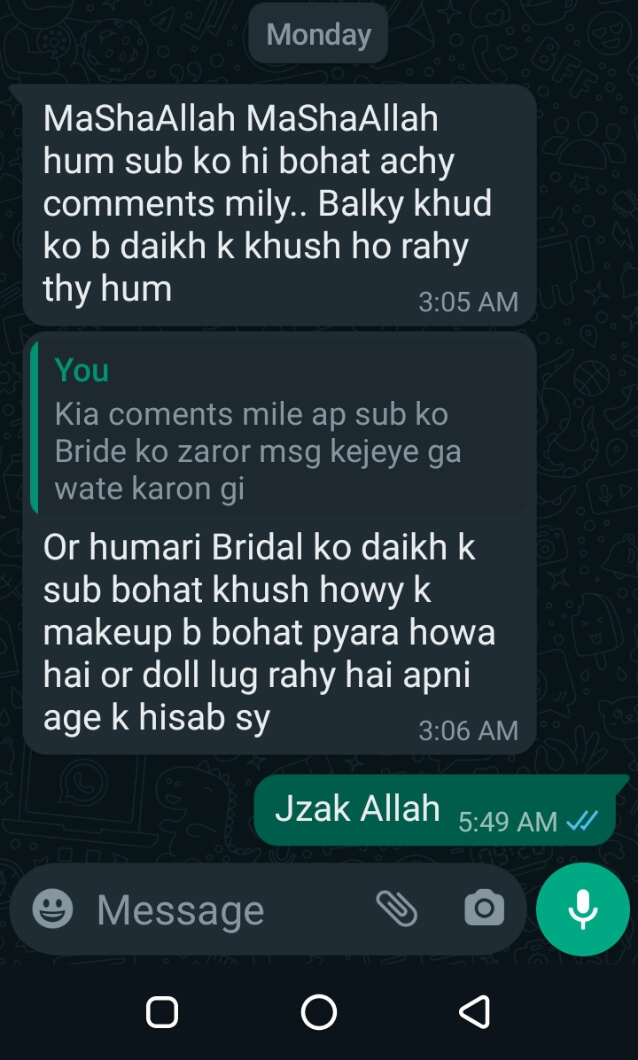 Monday
MaShaAllah MaShaAllah
hum sub ko hi bohat achy
comments mily.. Balky khud
ko b daikh k khush ho rahy
thy hum
3:05 AM
You
Kia coments mile ap sub ko
Bride ko zaror msg kejeye ga
wate karon gi
Or humari Bridal ko daikh k
sub bohat khush howy k
makeup b bohat pyara howa
hai or doll lug rahy hai apni
age k hisab sy
3:06 AM
Jzak Allah 5:49 AM
Message